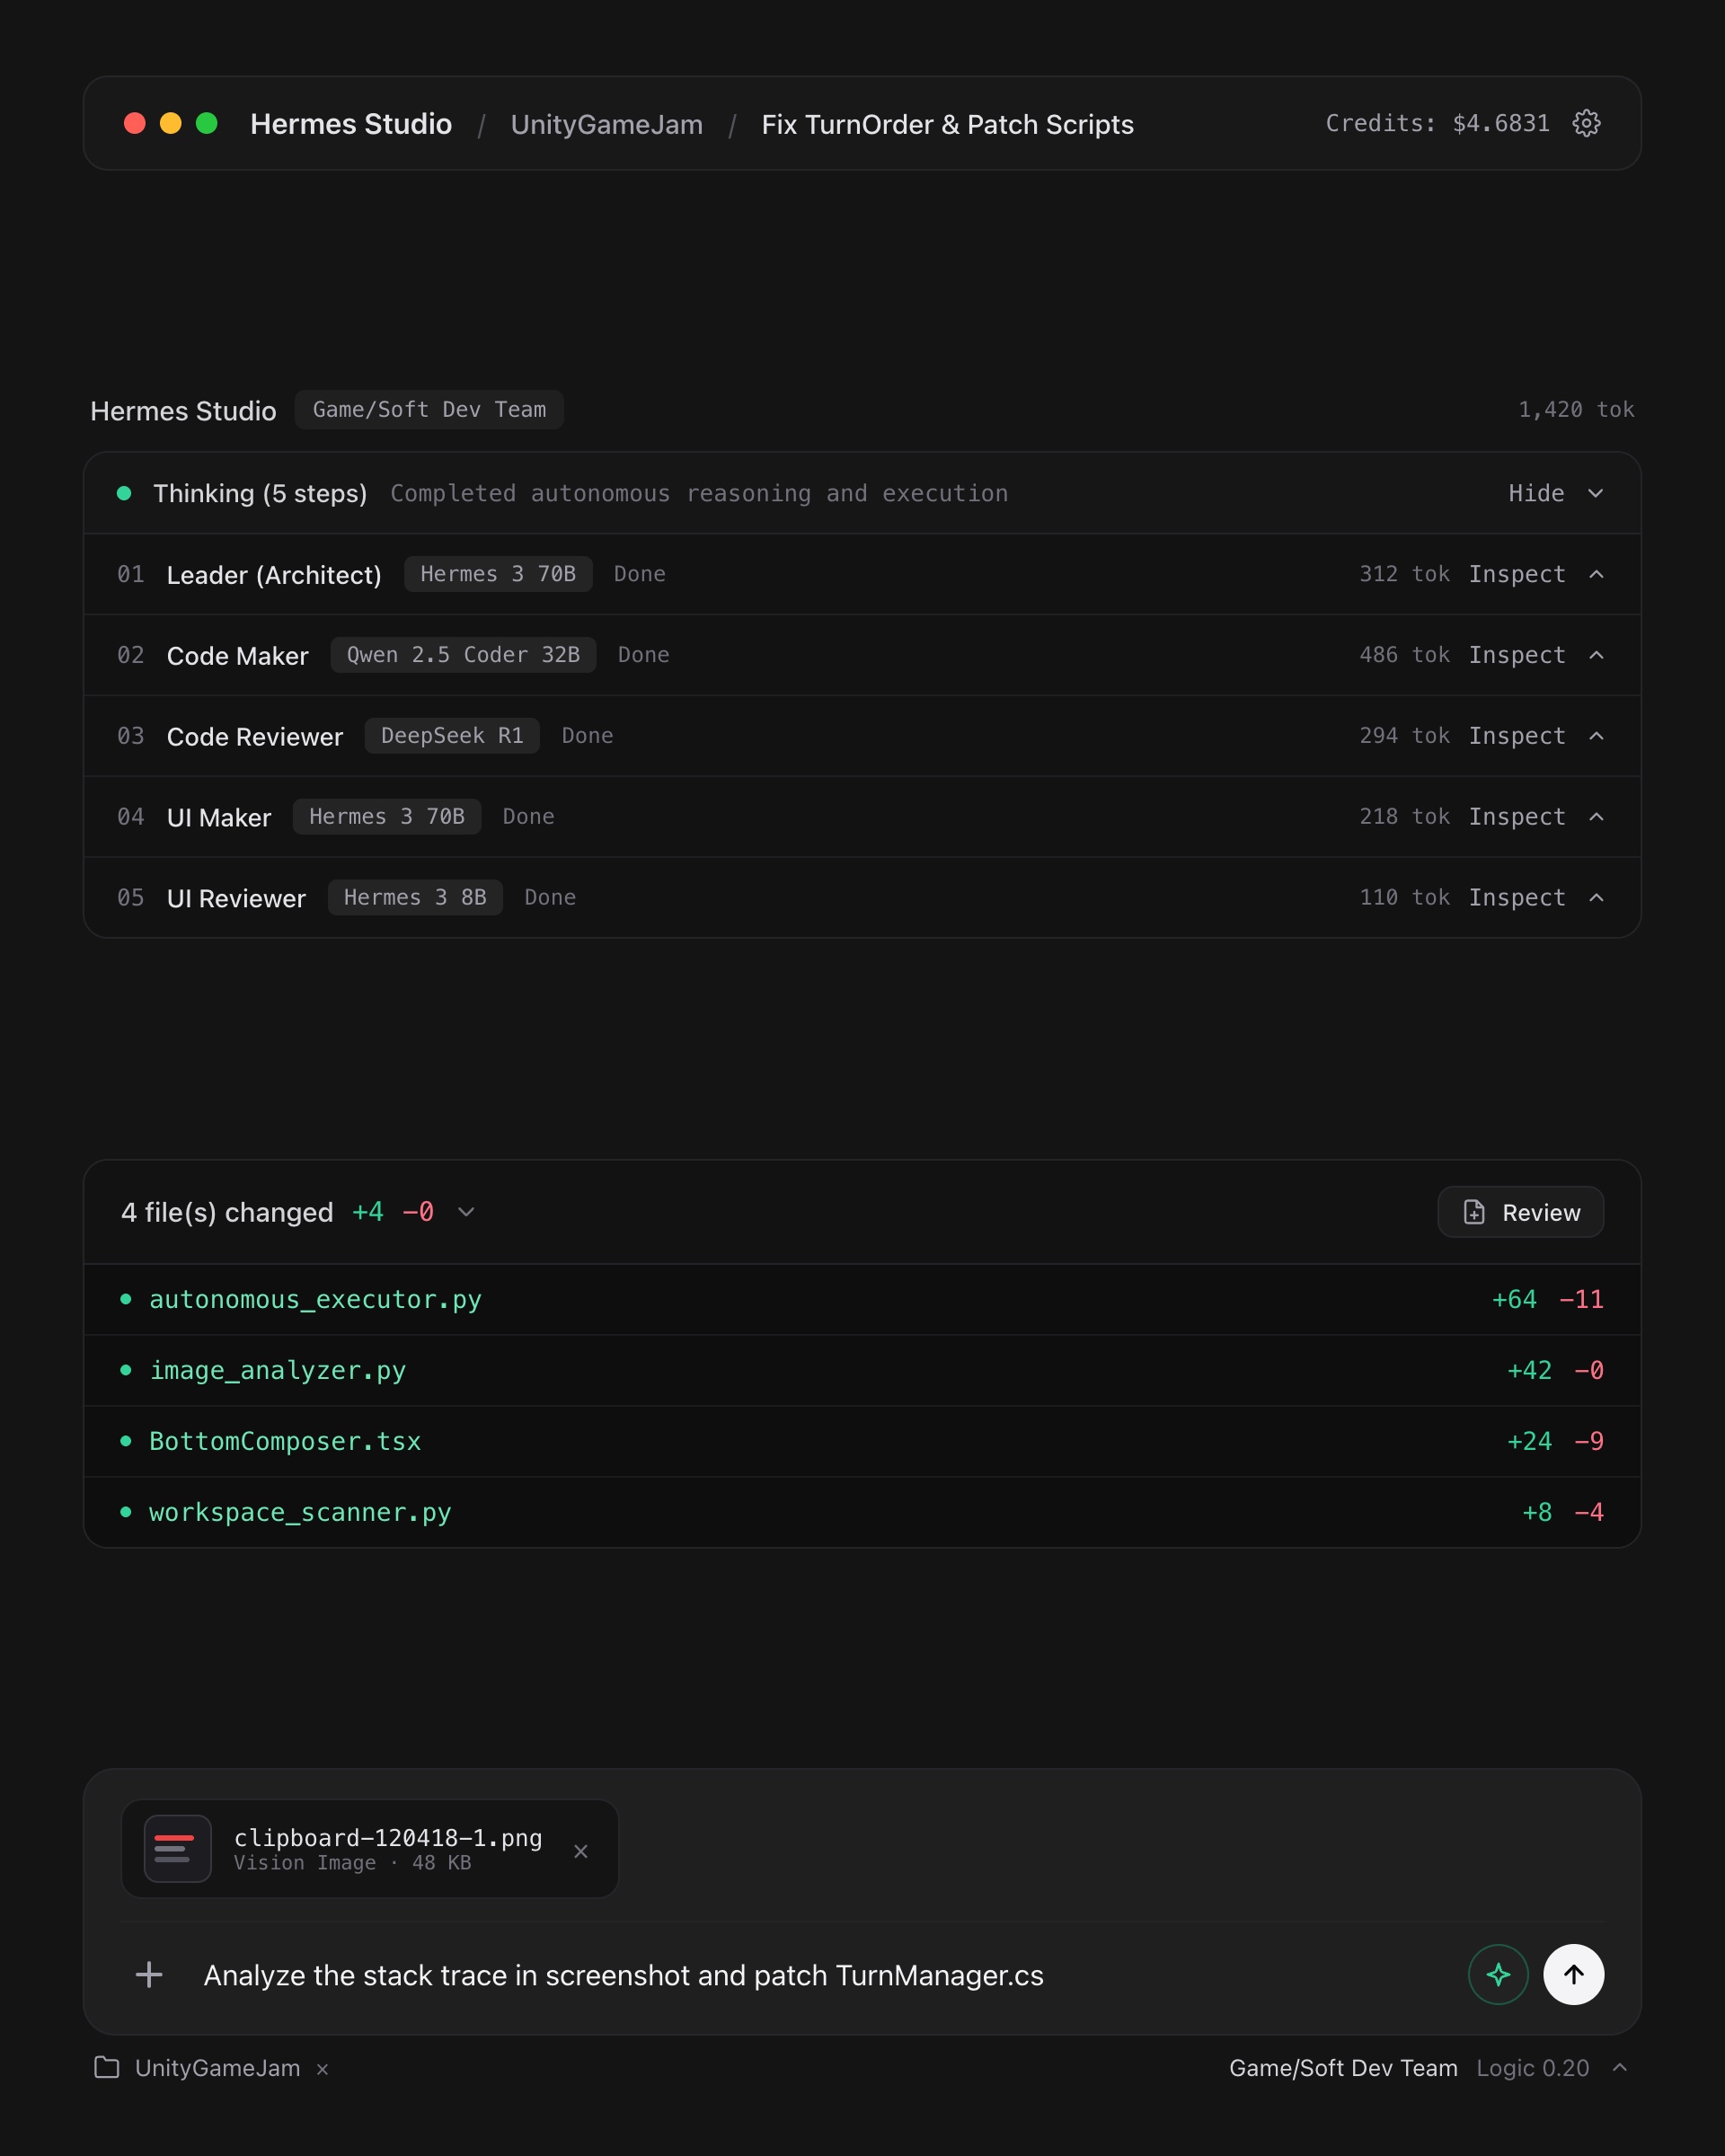 Hermes Studio / UnityGameJam / Fix TurnOrder & Patch Scripts Credits: $4.6831
Hermes Studio Game/Soft Dev Team 1,420 tok
Thinking (5 steps) Completed autonomous reasoning and execution Hide
01 Leader (Architect) Hermes 3 70B Done 312 tok Inspect
02 Code Maker Qwen 2.5 Coder 32B Done 486 tok Inspect
03 Code Reviewer DeepSeek R1 Done 294 tok Inspect
04 UI Maker Hermes 3 70B Done 218 tok Inspect
05 UI Reviewer Hermes 3 8B Done 110 tok Inspect
4 file(s) changed +4 −0 Review
autonomous_executor.py +64 −11
image_analyzer.py +42 −0
BottomComposer.tsx +24 −9
workspace_scanner.py +8 −4
clipboard−120418−1.png
Vision Image · 48 KB
Analyze the stack trace in screenshot and patch TurnManager.cs
UnityGameJam × Game/Soft Dev Team Logic 0.20